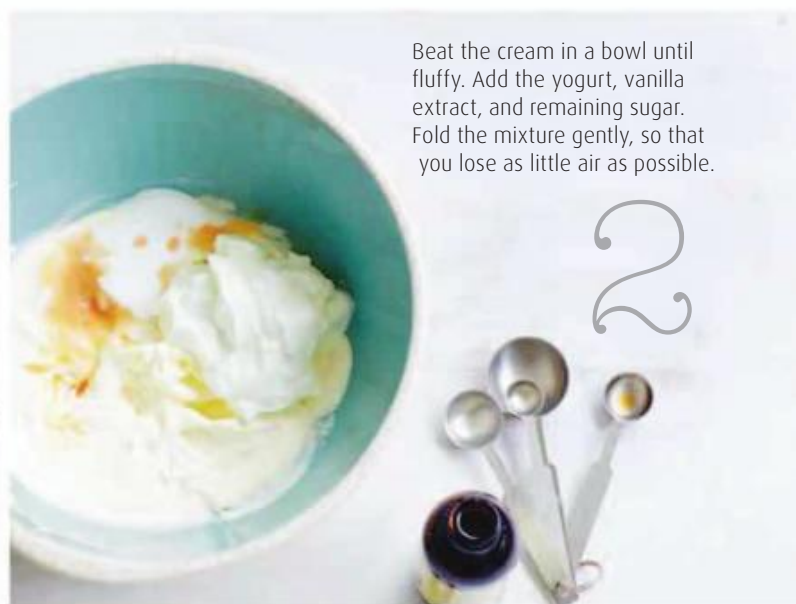 Beat the cream in a bowl until
fluffy. Add the yogurt, vanilla
extract, and remaining sugar.
Fold the mixture gently, so that
you lose as little air as possible.
2